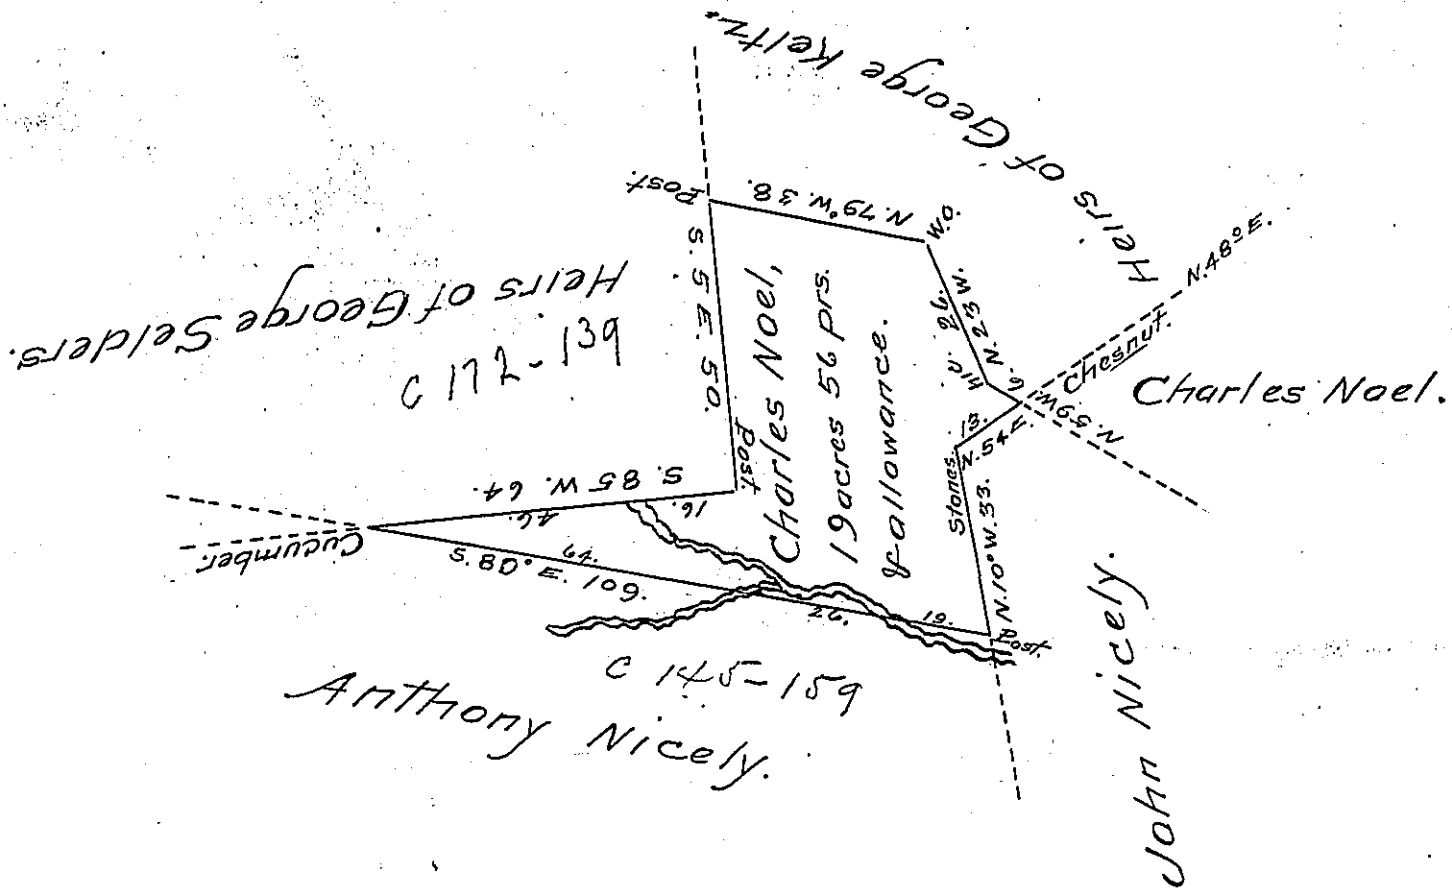 Heirs of George Keltz.
Post.
N. 79° W. 38.
W.O.
N. 23 W. 26.
hic.
N. 59 W. 6.
N. 48° E.
Chesnut.
Charles Noel.
13.
N. 54 E.
Stones.
N. 10° W. 33.
Post.
John Nicely.
Heirs of George Selders.
C 172-139
S. 5 E. 50.
Post.
Charles Noel,
19 acres 56 prs.
& allowance.
S. 85 W. 64.
16.
46.
Cucumber.
S. 80° E. 109.
64.
26.
19.
C 145-159
Anthony Nicely.